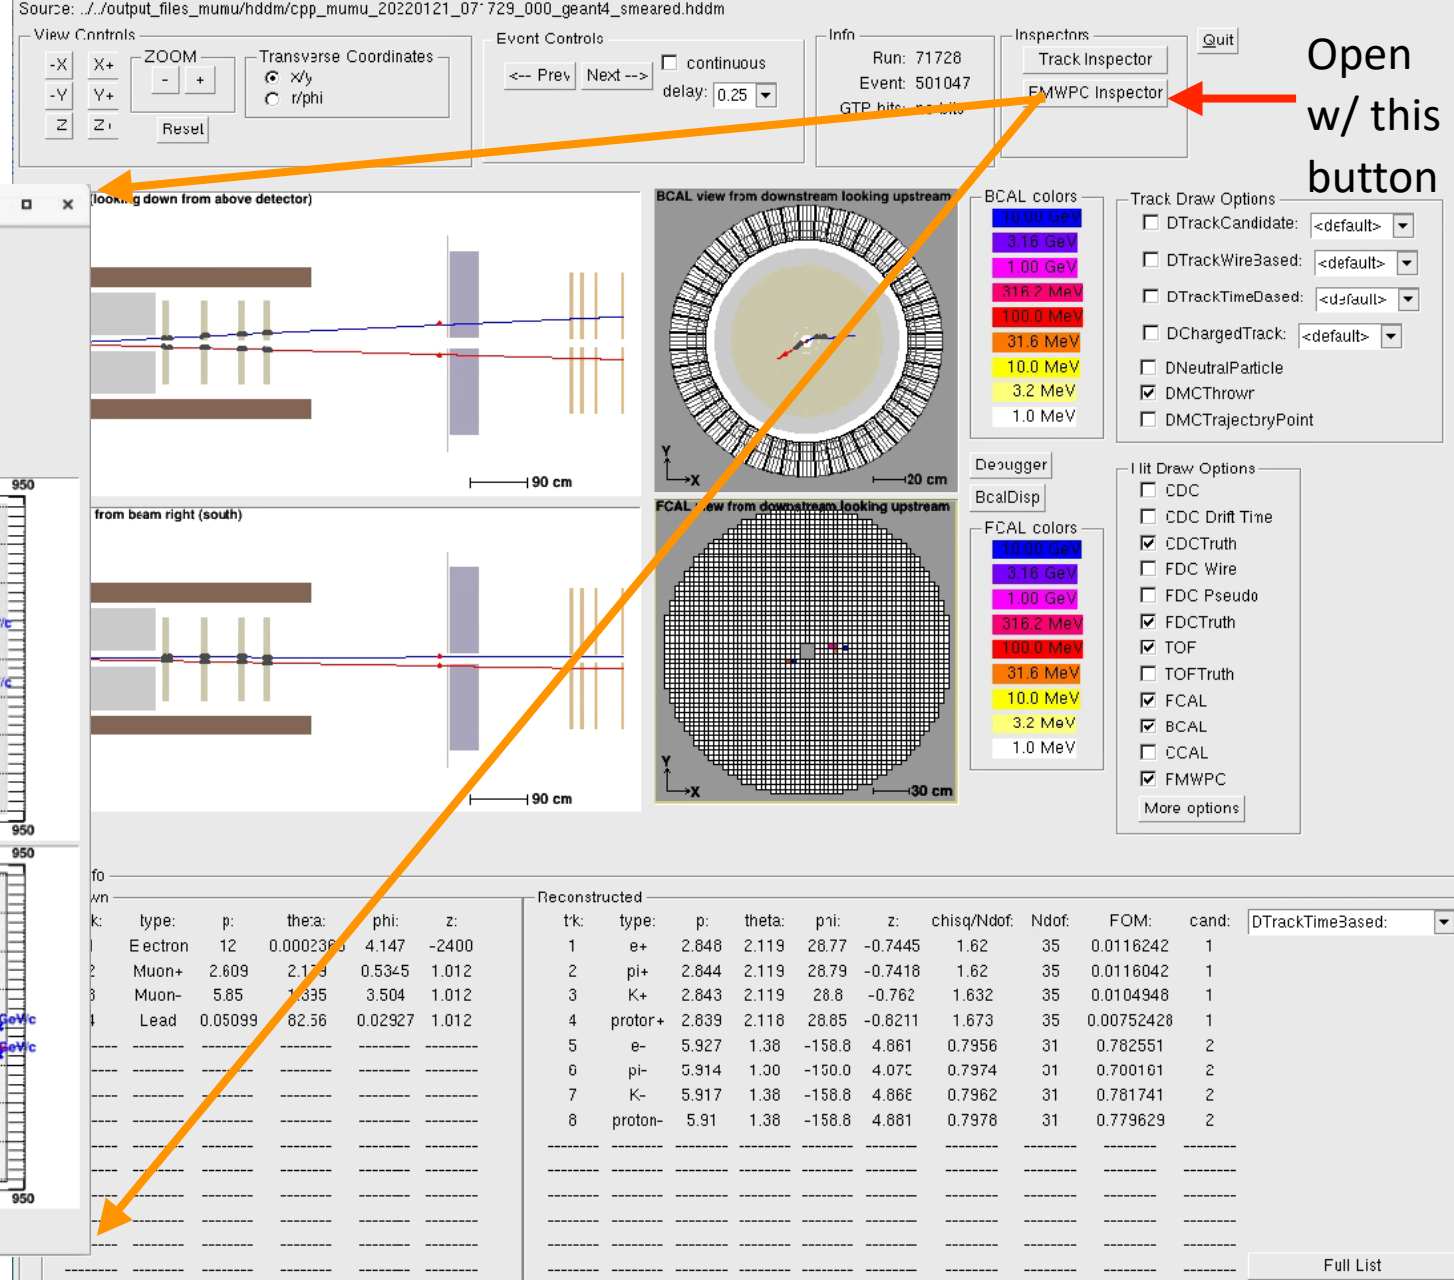 Source: ../../output_files_mumu/hddm/cpp_mumu_20220121_071729_000_geant4_smeared.hddm
View Controls
-X X+
-Y Y+
Z
ZOOM
- +
Reset
Transverse Coordinates
x/y
r/phi
Event Controls
<-- Prev Next -->
continuous
delay: 0.25
Info
Run: 71728
Event: 501047
GTP bits: no bits
Inspectors
Track Inspector
FMWPC Inspector
Quit
Open
w/ this
button
(looking down from above detector)
90 cm
from beam right (south)
90 cm
BCAL view from downstream looking upstream
Y
X
20 cm
FCAL view from downstream looking upstream
Y
X
30 cm
BCAL colors
10.00 GeV
3.16 GeV
1.00 GeV
316.2 MeV
100.0 MeV
31.6 MeV
10.0 MeV
3.2 MeV
1.0 MeV
Debugger
BcalDisp
FCAL colors
10.00 GeV
3.16 GeV
1.00 GeV
316.2 MeV
100.0 MeV
31.6 MeV
10.0 MeV
3.2 MeV
1.0 MeV
Track Draw Options
DTrackCandidate: <default>
DTrackWireBased: <default>
DTrackTimeBased: <default>
DChargedTrack: <default>
DNeutralParticle
DMCThrown
DMCTrajectoryPoint
Hit Draw Options
CDC
CDC Drift Time
CDCTruth
FDC Wire
FDC Pseudo
FDCTruth
TOF
TOFTruth
FCAL
BCAL
CCAL
FMWPC
More options
950
950
950
950
GeV/c
GeV/c
fo
wn
k: type: p: theta: phi: z:
1 Electron 12 4.147 -2400
2 Muon+ 2.609 0.5345 1.012
3 Muon- 5.85 1.395 3.504 1.012
4 Lead 0.05099 82.56 0.02927 1.012
Reconstructed
trk: type: p: theta: phi: z: chisq/Ndof: Ndof: FOM: cand: DTrackTimeBased:
1 e+ 2.848 2.119 28.77 -0.7445 1.62 35 0.0116242 1
2 pi+ 2.844 2.119 28.79 -0.7418 1.62 35 0.0116042 1
3 K+ 2.843 2.119 28.8 -0.762 1.632 35 0.0104948 1
4 proton+ 2.839 2.118 28.85 -0.8211 1.673 35 0.00752428 1
5 e- 5.927 1.38 -158.8 4.861 0.7956 31 0.782551 2
6 pi- 5.914 0.7974 2
7 K- 5.917 1.38 -158.8 4.866 0.7962 31 0.781741 2
8 proton- 5.91 1.38 -158.8 4.881 0.7978 31 0.779629 2
Full List